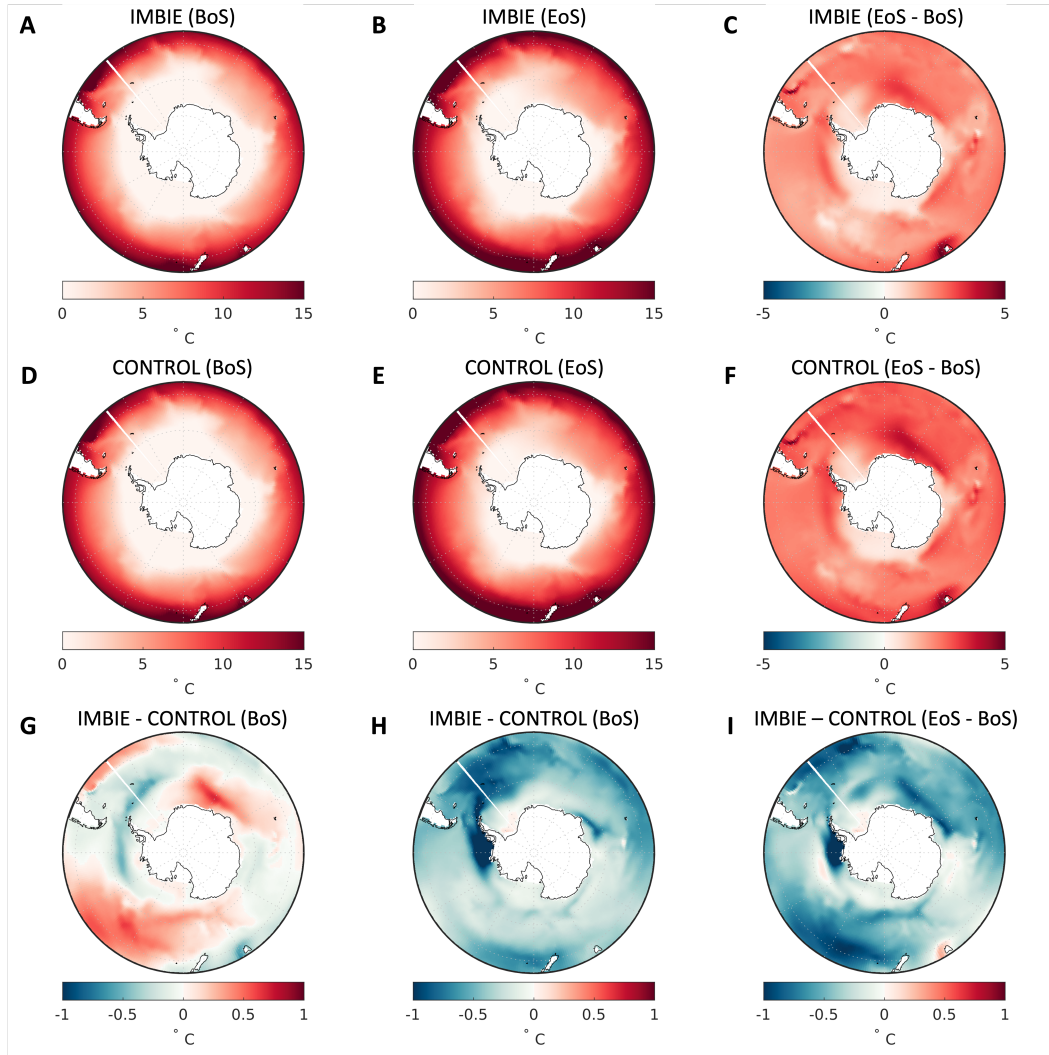 A IMBIE (BoS) B IMBIE (EoS) C IMBIE (EoS - BoS)
0 5 10 15 0 5 10 15 -5 0 5
° C ° C ° C
D CONTROL (BoS) E CONTROL (EoS) F CONTROL (EoS - BoS)
0 5 10 15 0 5 10 15 -5 0 5
° C ° C ° C
G IMBIE - CONTROL (BoS) H IMBIE - CONTROL (BoS) I IMBIE – CONTROL (EoS - BoS)
-1 -0.5 0 0.5 1 -1 -0.5 0 0.5 1 -1 -0.5 0 0.5 1
° C ° C ° C